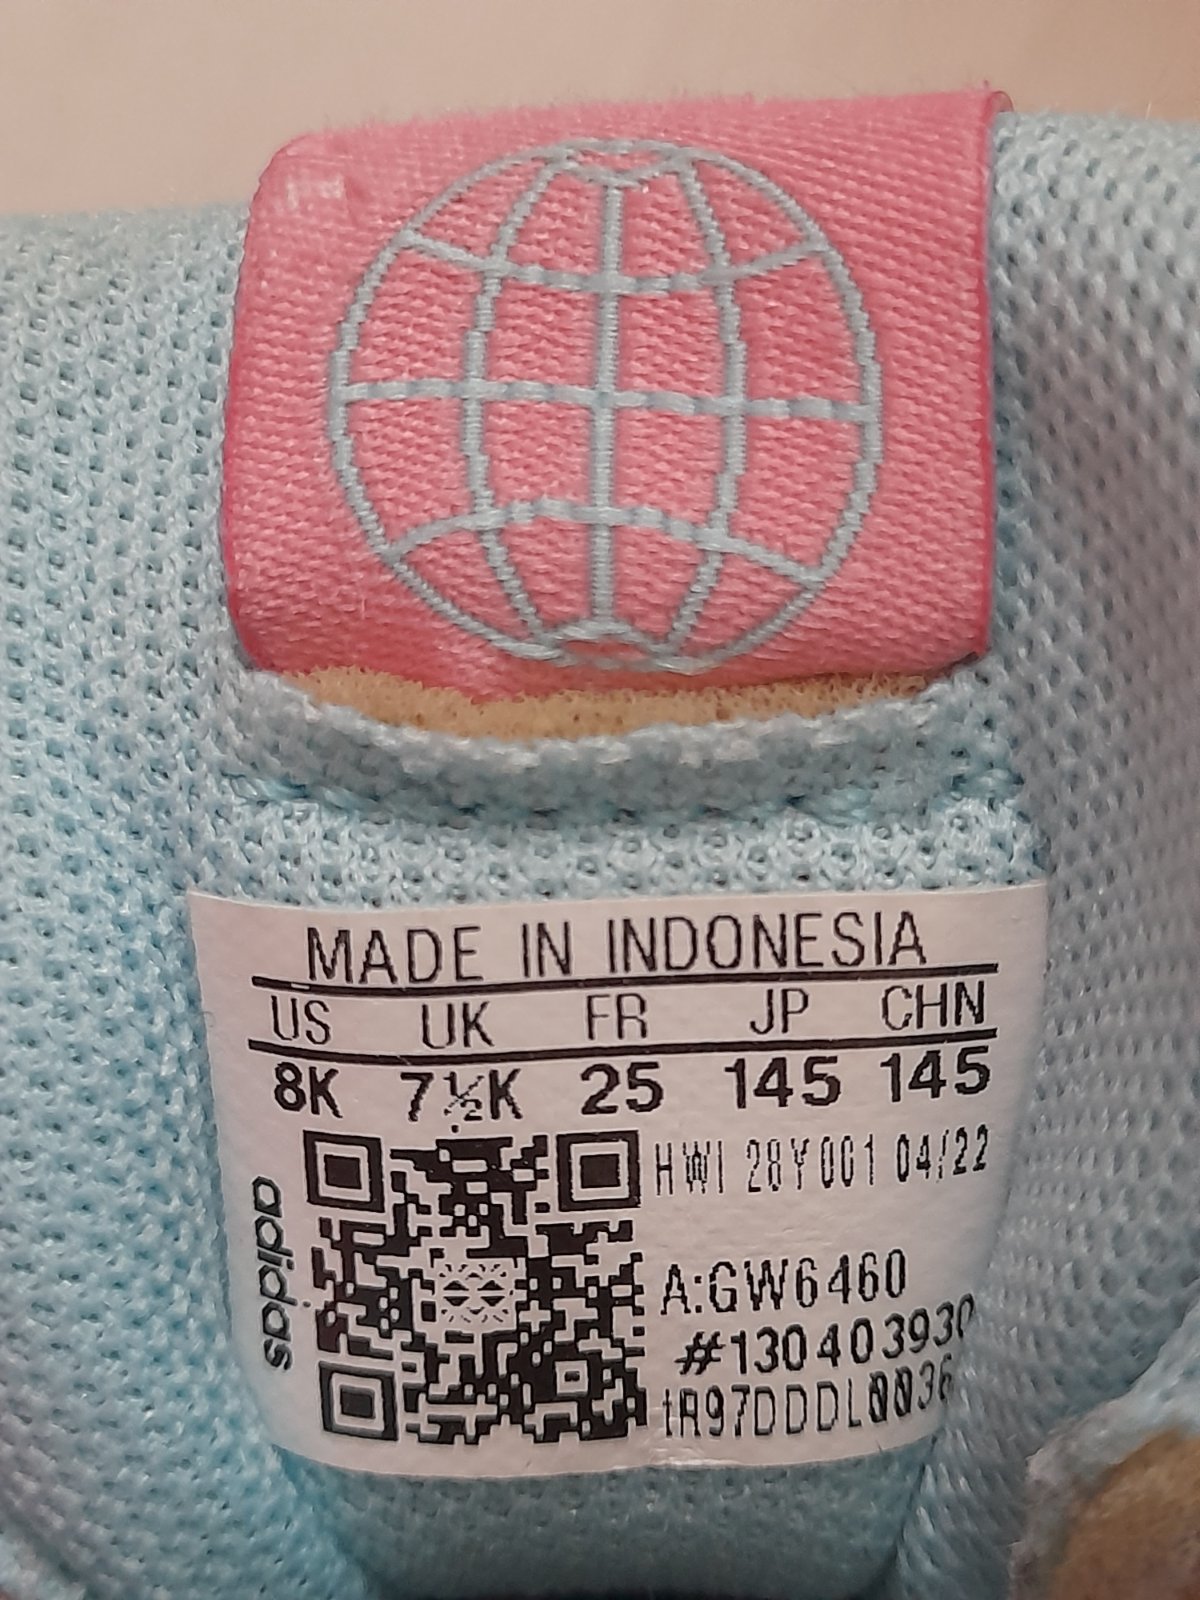 MADE IN INDONESIA
US UK FR JP CHN
8K 7½K 25 145 145
HWI 28Y001 04/22
A:GW6460
#130403930
adidas